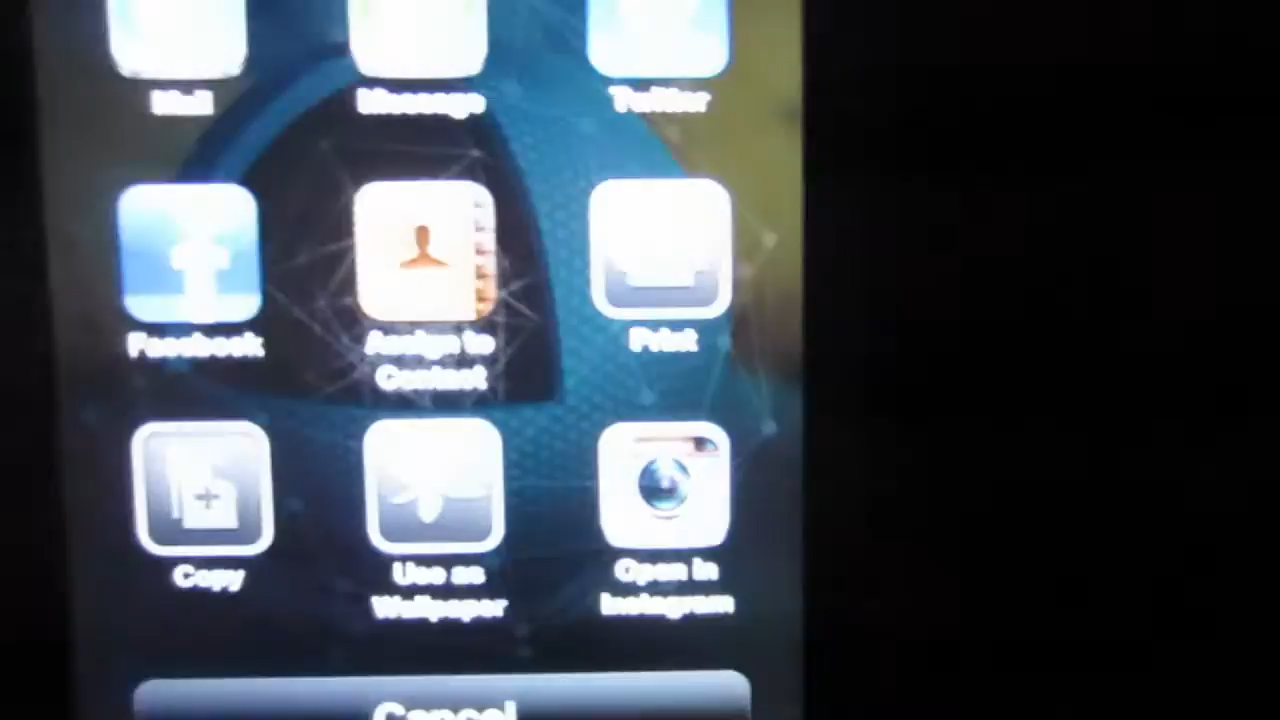 Mail
Message
Twitter
Facebook
Assign to
Contact
Print
Copy
Use as
Wallpaper
Open in
Instagram
Cancel